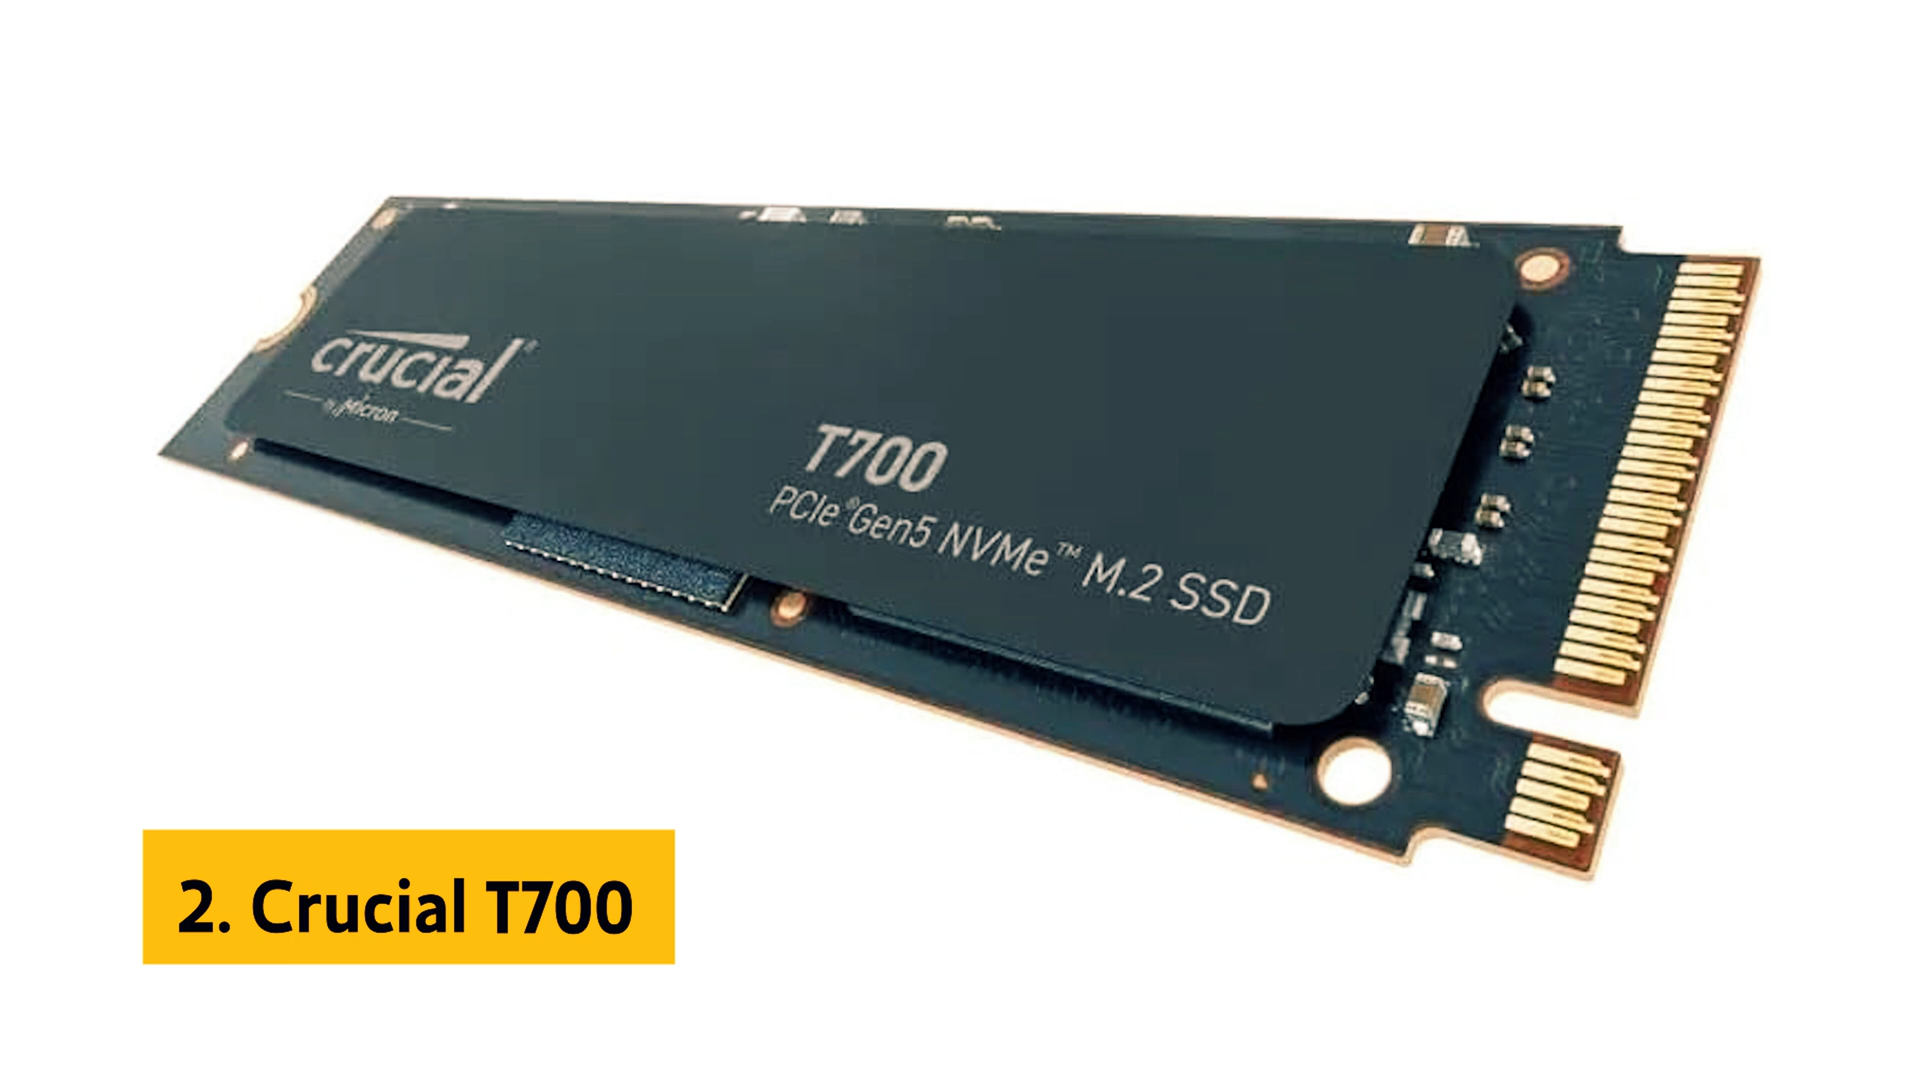 crucial®
by Micron
T700
PCIe® Gen5 NVMe™ M.2 SSD
2. Crucial T700